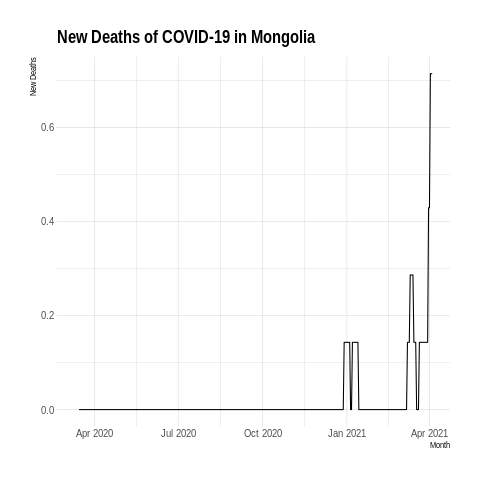 New Deaths of COVID-19 in Mongolia
New Deaths
0.6
0.4
0.2
0.0
Apr 2020 Jul 2020 Oct 2020 Jan 2021 Apr 2021
Month